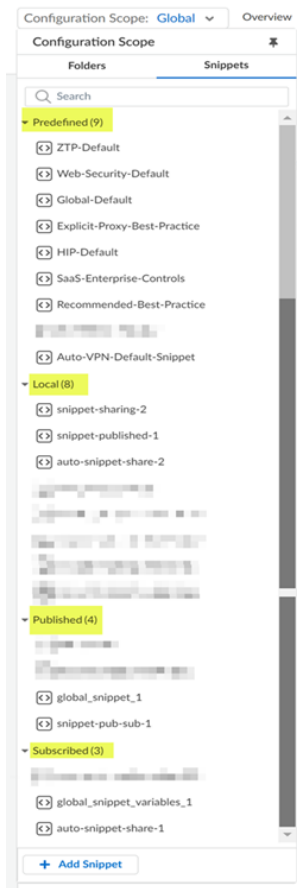 Configuration Scope: Global Overview
Configuration Scope
Folders Snippets
Search
Predefined (9)
ZTP-Default
Web-Security-Default
Global-Default
Explicit-Proxy-Best-Practice
HIP-Default
SaaS-Enterprise-Controls
Recommended-Best-Practice
Auto-VPN-Default-Snippet
Local (8)
snippet-sharing-2
snippet-published-1
auto-snippet-share-2
Published (4)
global_snippet_1
snippet-pub-sub-1
Subscribed (3)
global_snippet_variables_1
auto-snippet-share-1
+ Add Snippet